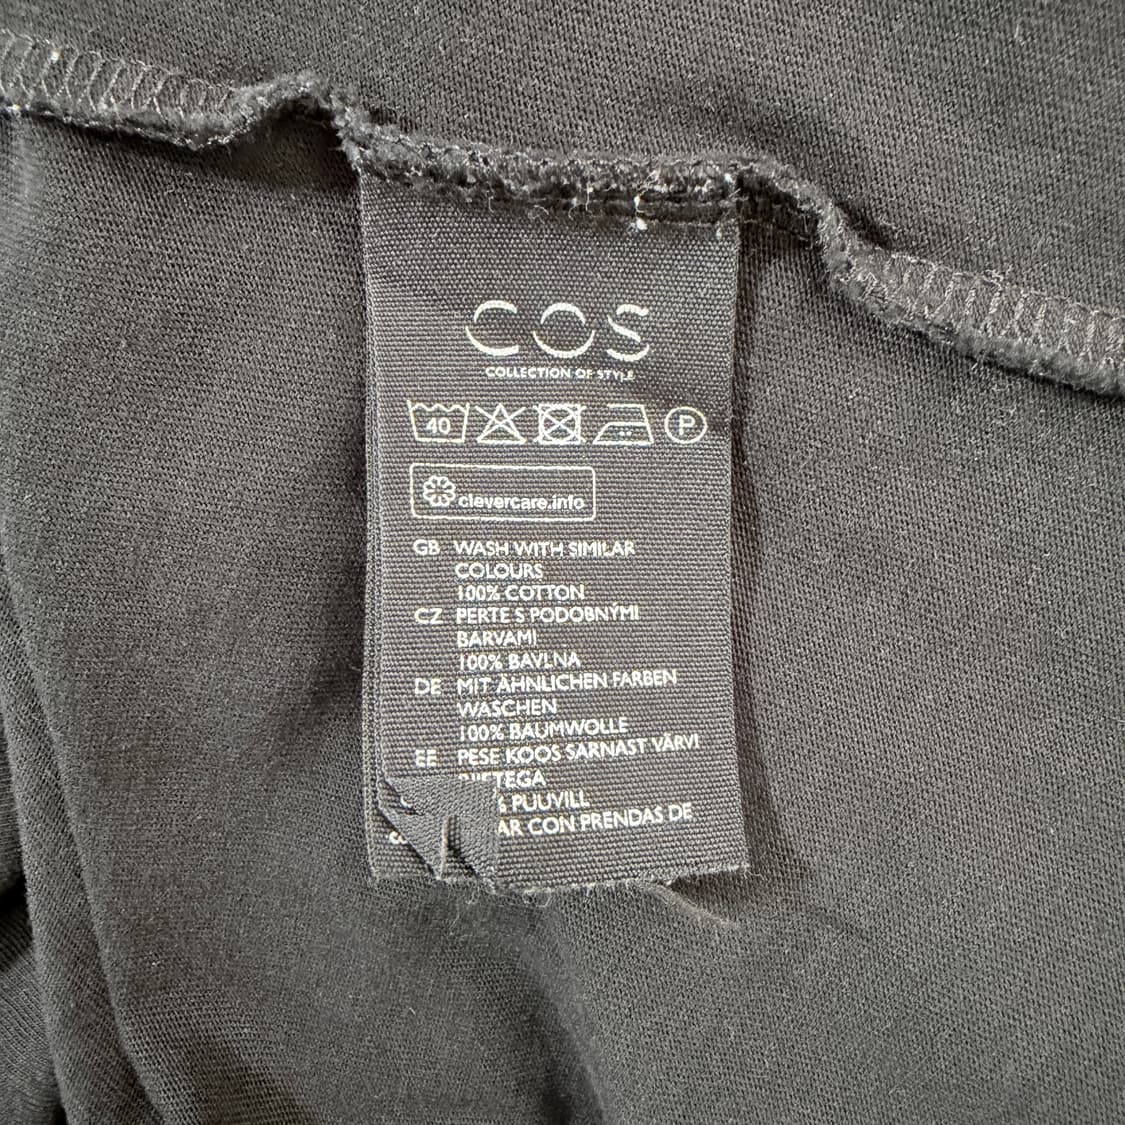 COS
COLLECTION OF STYLE
40 P
clevercare.info
GB WASH WITH SIMILAR
COLOURS
100% COTTON
CZ PERTE S PODOBNÝMI
BARVAMI
100% BAVLNA
DE MIT ÄHNLICHEN FARBEN
WASCHEN
100% BAUMWOLLE
EE PESE KOOS SARNAST VÄRVI
PUUVILL
CON PRENDAS DE